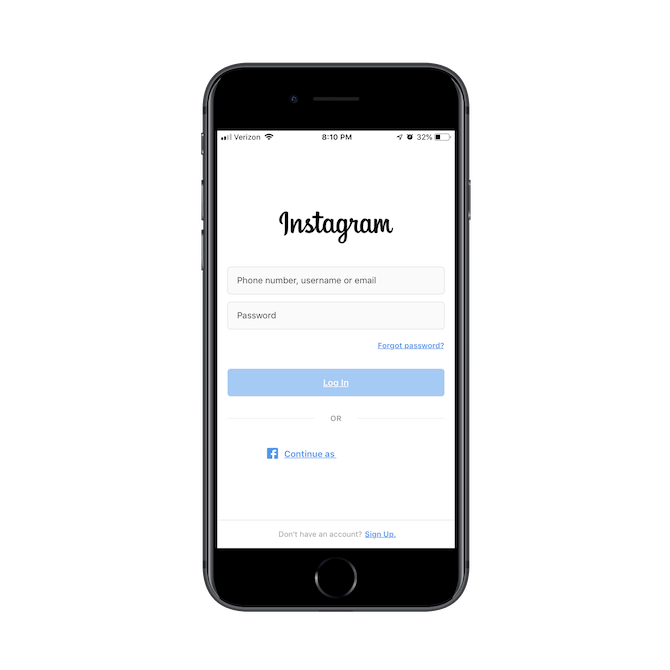 Verizon 8:10 PM 32%
Instagram
Phone number, username or email
Password
Forgot password?
Log In
OR
Continue as
Don't have an account? Sign Up.